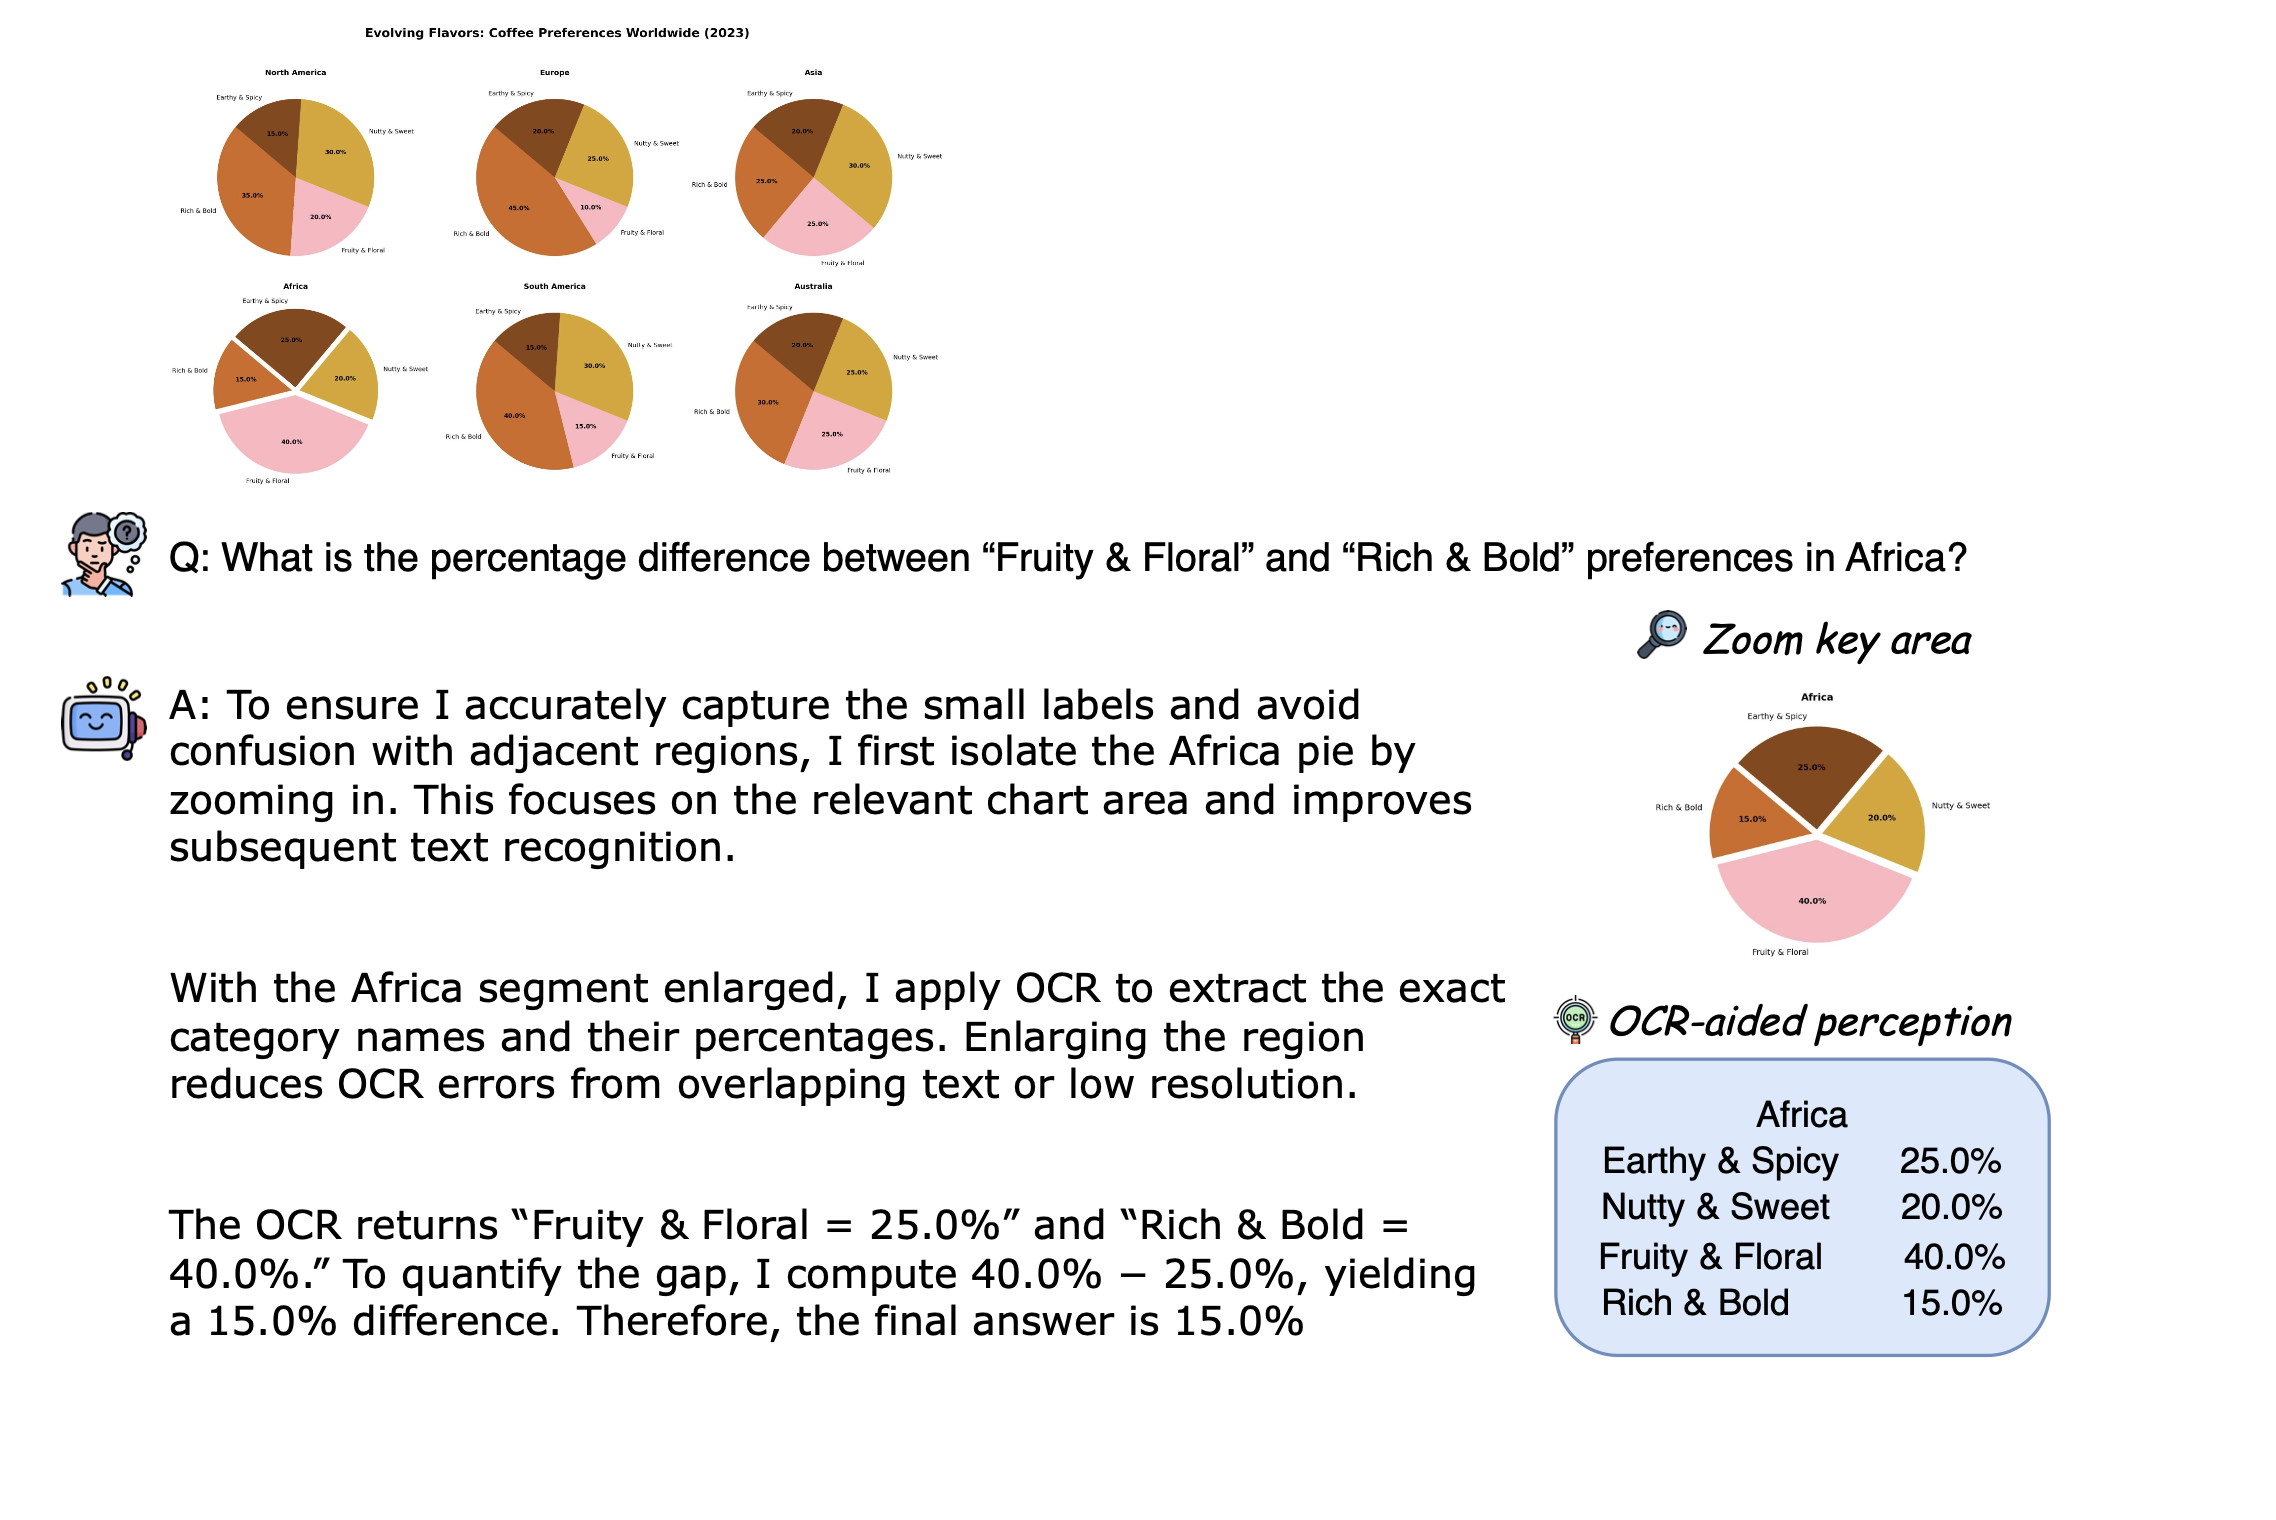 Evolving Flavors: Coffee Preferences Worldwide (2023)
North America
Earthy & Spicy
15.0%
Nutty & Sweet
30.0%
Rich & Bold
35.0%
20.0%
Fruity & Floral
Europe
Earthy & Spicy
20.0%
Nutty & Sweet
25.0%
Rich & Bold
45.0%
10.0%
Fruity & Floral
Asia
Earthy & Spicy
20.0%
Nutty & Sweet
30.0%
Rich & Bold
25.0%
25.0%
Fruity & Floral
Africa
Earthy & Spicy
25.0%
Rich & Bold
15.0%
20.0%
Nutty & Sweet
40.0%
Fruity & Floral
South America
Earthy & Spicy
15.0%
Nutty & Sweet
30.0%
40.0%
Rich & Bold
15.0%
Fruity & Floral
Australia
Earthy & Spicy
20.0%
Nutty & Sweet
25.0%
30.0%
Rich & Bold
25.0%
Fruity & Floral
Q: What is the percentage difference between “Fruity & Floral” and “Rich & Bold” preferences in Africa?
A: To ensure I accurately capture the small labels and avoid
confusion with adjacent regions, I first isolate the Africa pie by
zooming in. This focuses on the relevant chart area and improves
subsequent text recognition.
Zoom key area
Africa
Earthy & Spicy
25.0%
Rich & Bold
15.0%
20.0%
Nutty & Sweet
40.0%
Fruity & Floral
With the Africa segment enlarged, I apply OCR to extract the exact
category names and their percentages. Enlarging the region
reduces OCR errors from overlapping text or low resolution.
OCR
OCR-aided perception
Africa
Earthy & Spicy 25.0%
Nutty & Sweet 20.0%
Fruity & Floral 40.0%
Rich & Bold 15.0%
The OCR returns “Fruity & Floral = 25.0%” and “Rich & Bold =
40.0%.” To quantify the gap, I compute 40.0% − 25.0%, yielding
a 15.0% difference. Therefore, the final answer is 15.0%